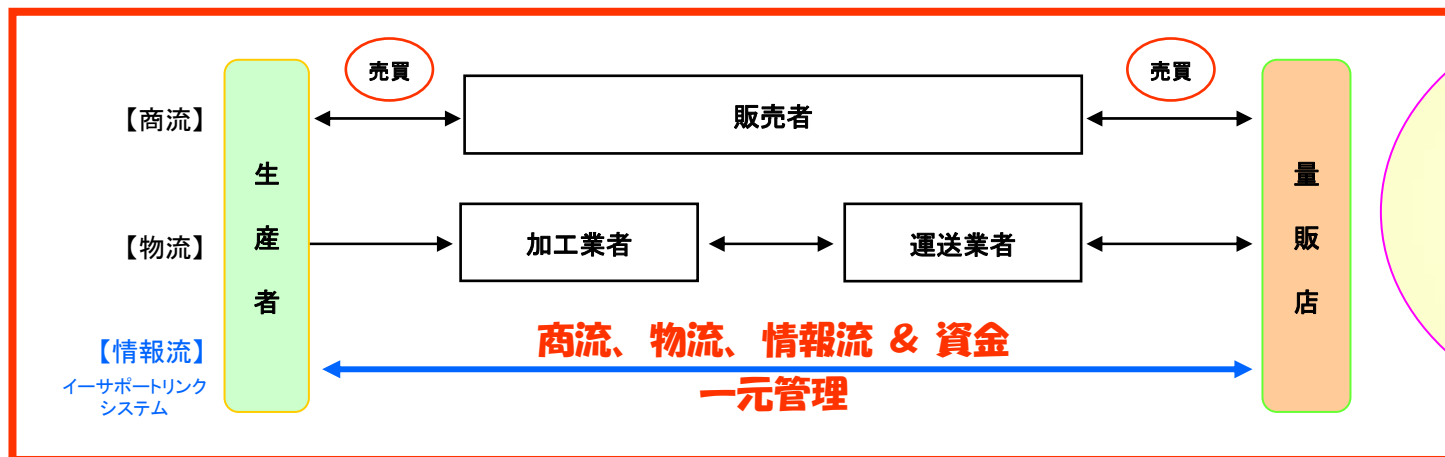 売買
売買
【商流】
販売者
生産者
量販店
【物流】
加工業者
運送業者
【情報流】
イーサポートリンク
システム
商流、物流、情報流 & 資金
一元管理